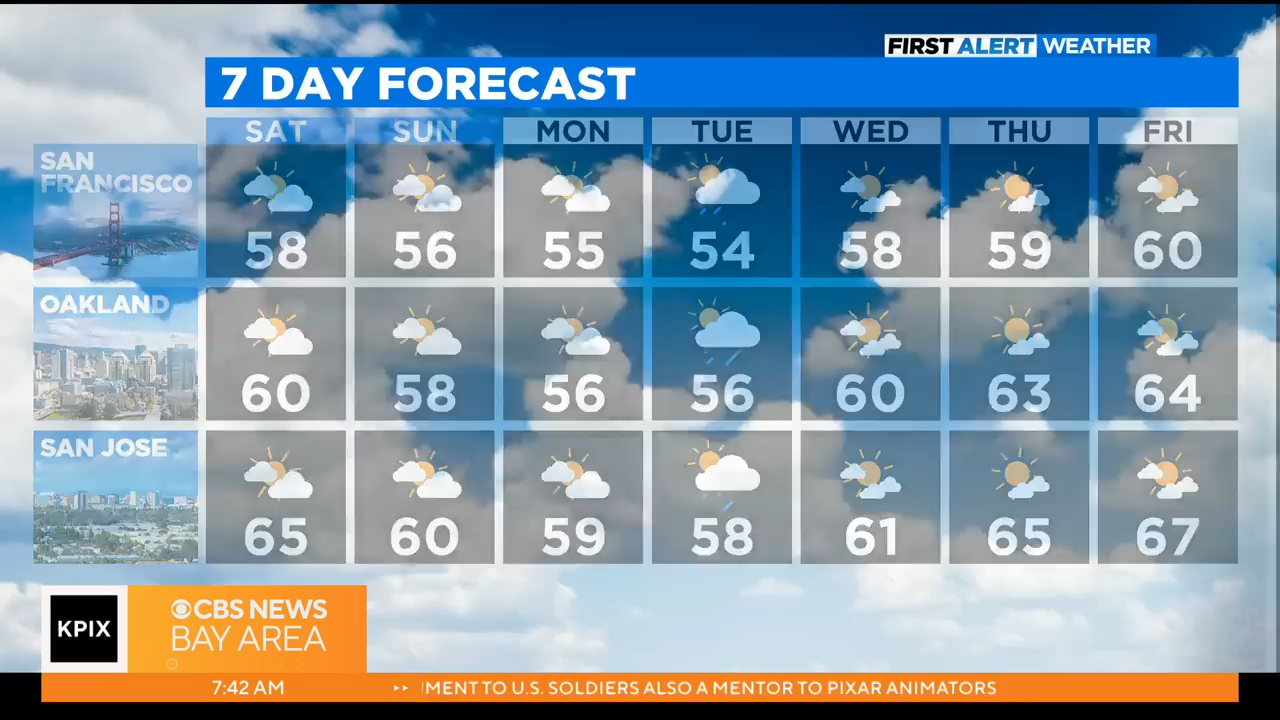 FIRST ALERT WEATHER
7 DAY FORECAST
SAT SUN MON TUE WED THU FRI
SAN
FRANCISCO
58 56 55 54 58 59 60
OAKLAND
60 58 56 56 60 63 64
SAN JOSE
65 60 59 58 61 65 67
KPIX
CBS NEWS
BAY AREA
7:42 AM
TO U.S. SOLDIERS ALSO A MENTOR TO PIXAR ANIMATORS